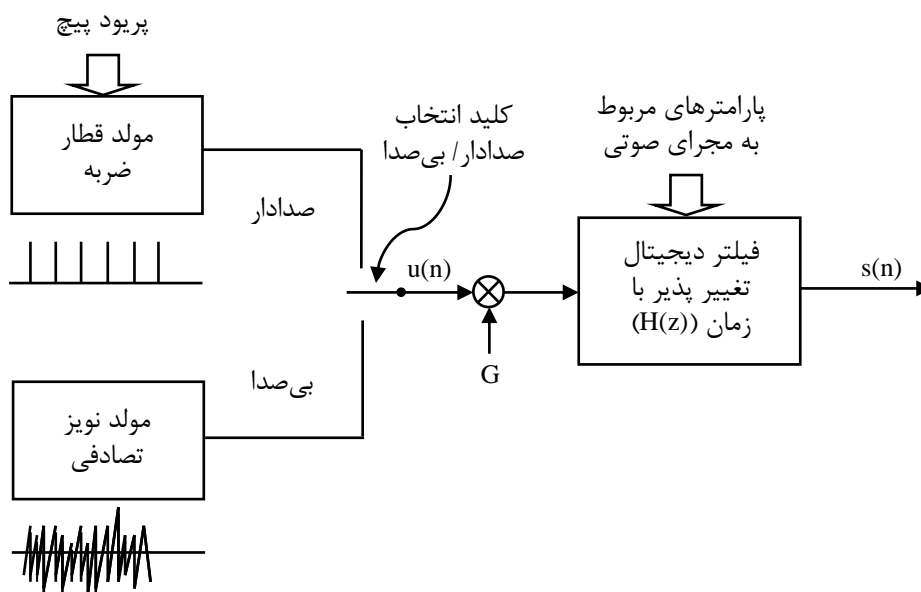 پریود پیچ
مولد قطار
ضربه
صدادار
کلید انتخاب
صدادار/ بی‌صدا
پارامترهای مربوط
به مجرای صوتی
u(n)
G
فیلتر دیجیتال
تغییر پذیر با
زمان (H(z))
s(n)
بی‌صدا
مولد نویز
تصادفی